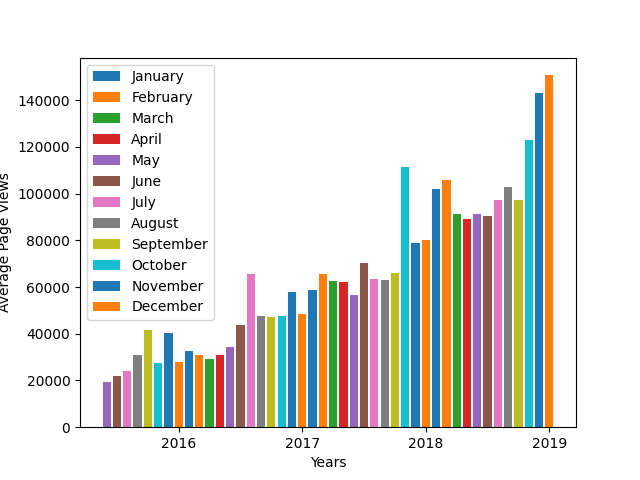 January
February
March
April
May
June
July
August
September
October
November
December
140000
120000
100000
80000
60000
40000
20000
0
Average Page Views
2016
2017
2018
2019
Years